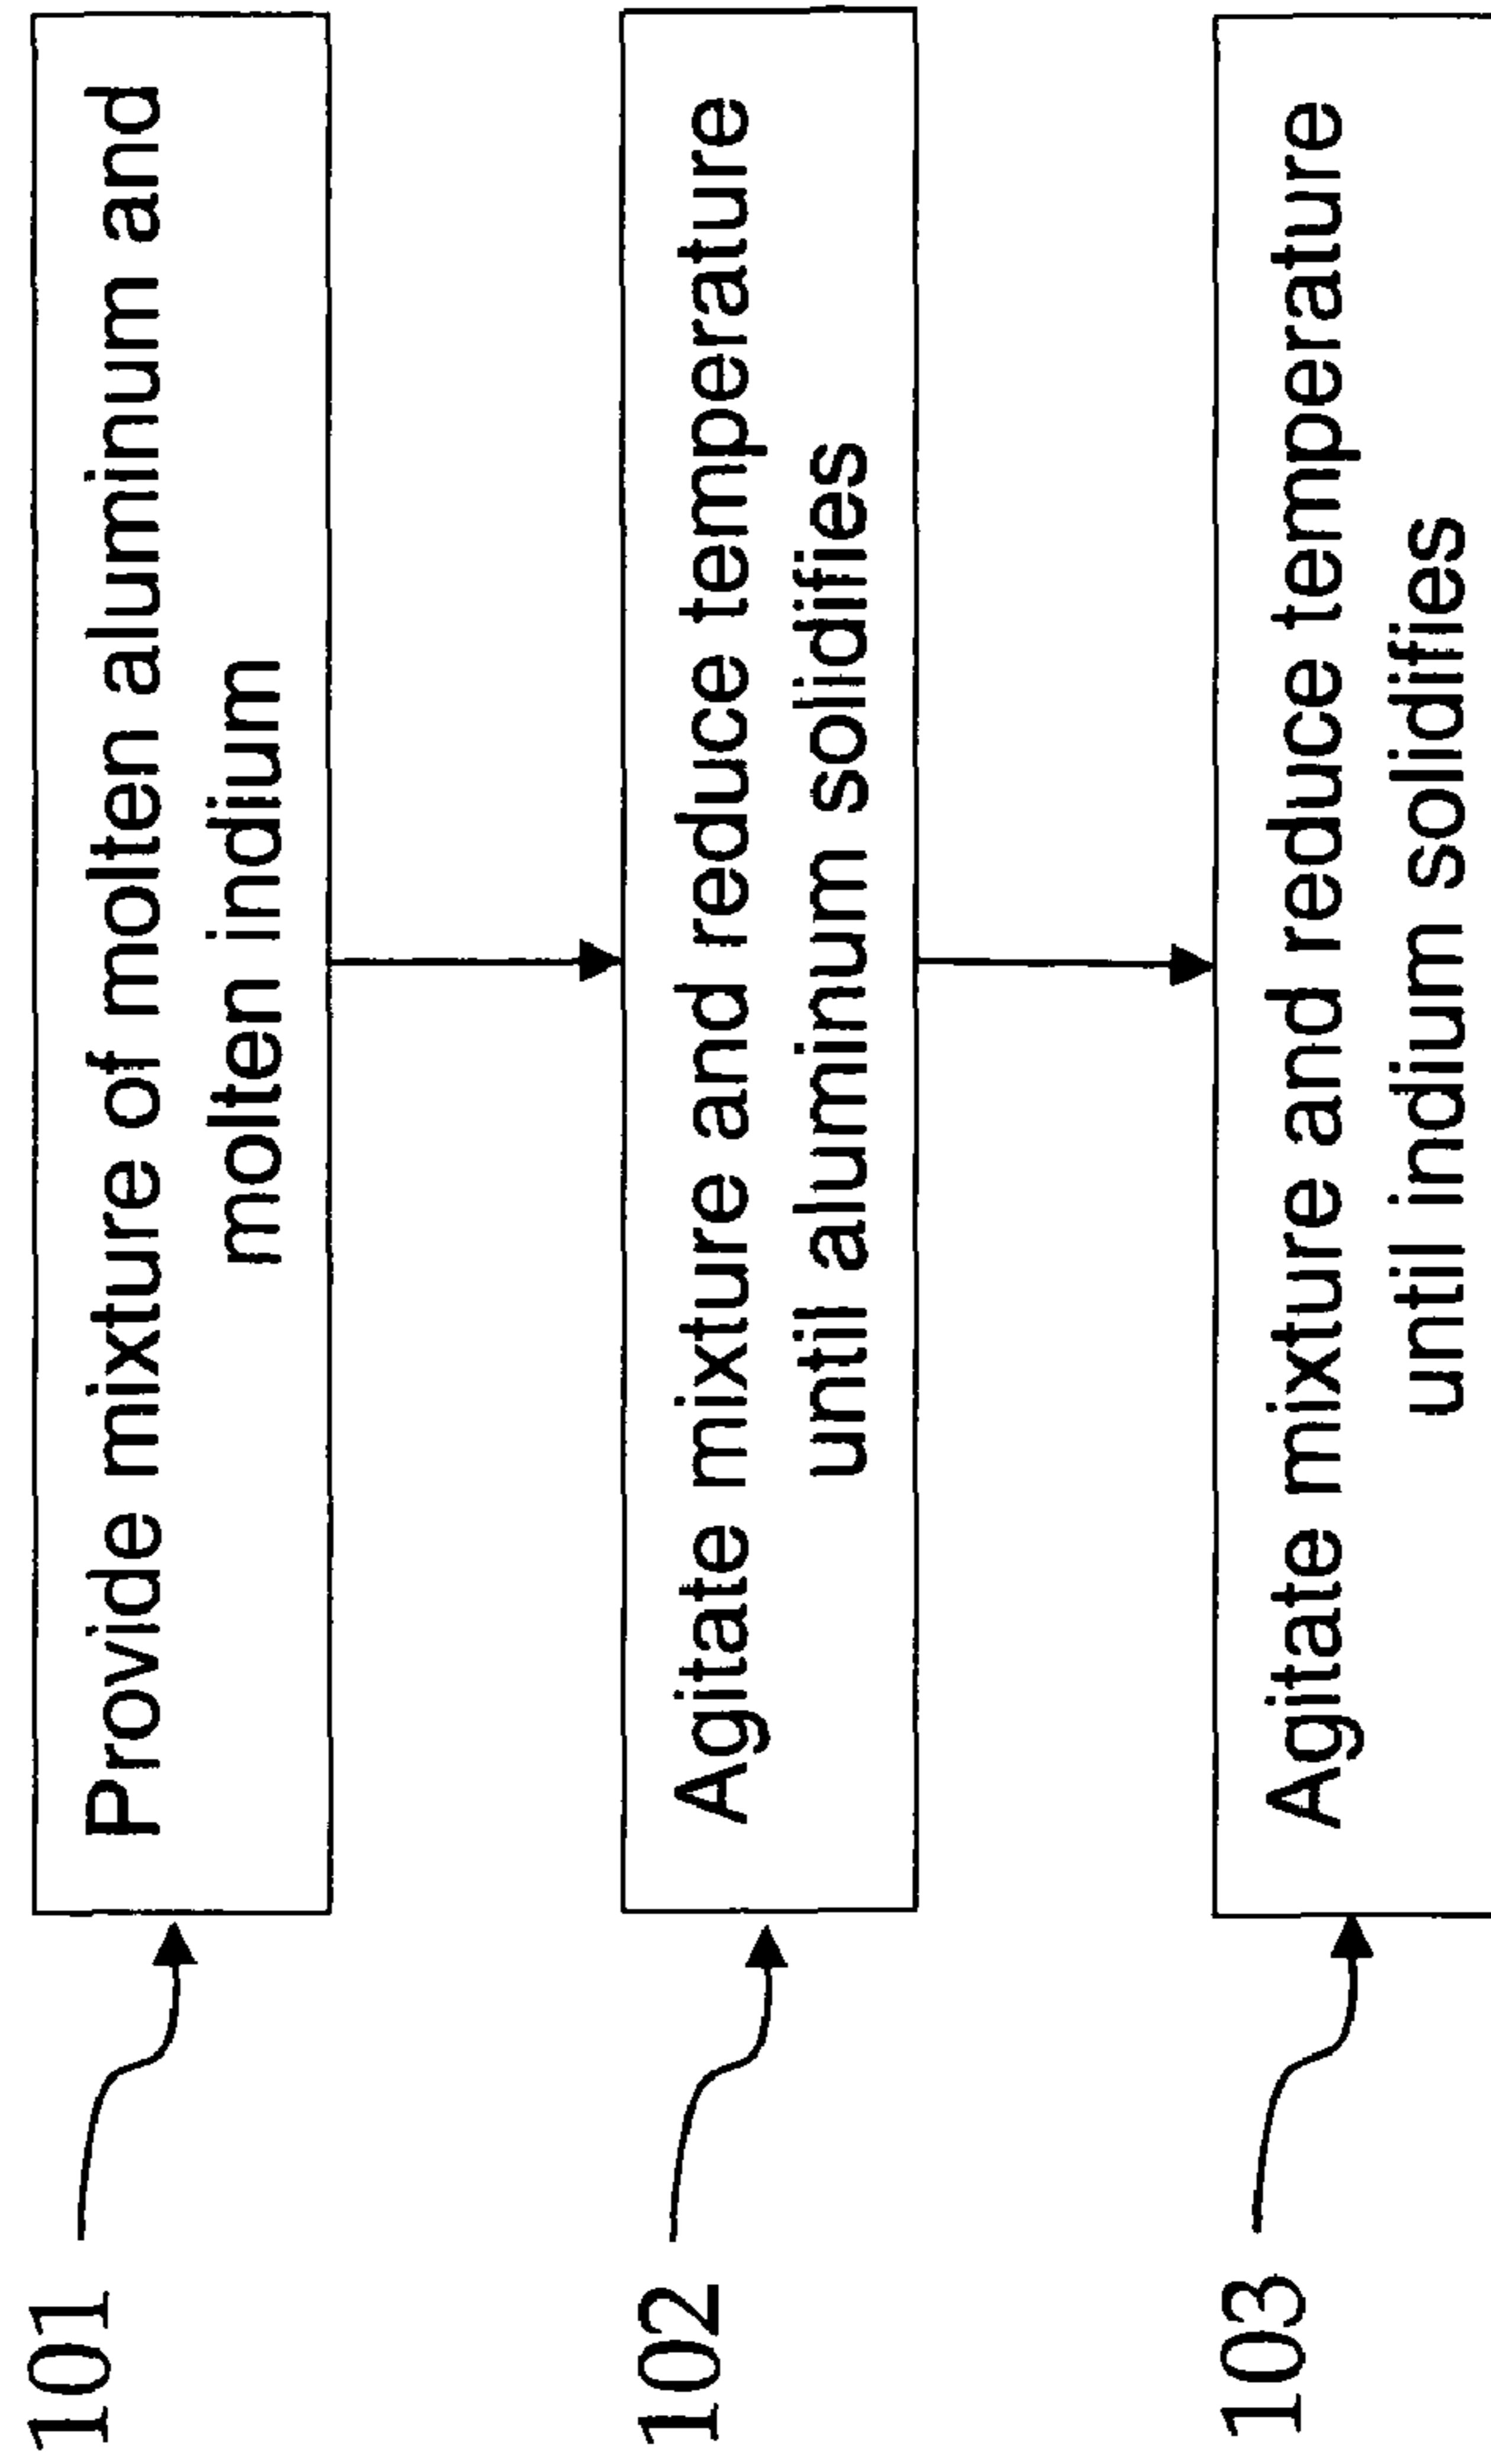 101
Provide mixture of molten aluminum and
molten indium
102
Agitate mixture and reduce temperature
until aluminum solidifies
103
Agitate mixture and reduce temperature
until indium solidifies